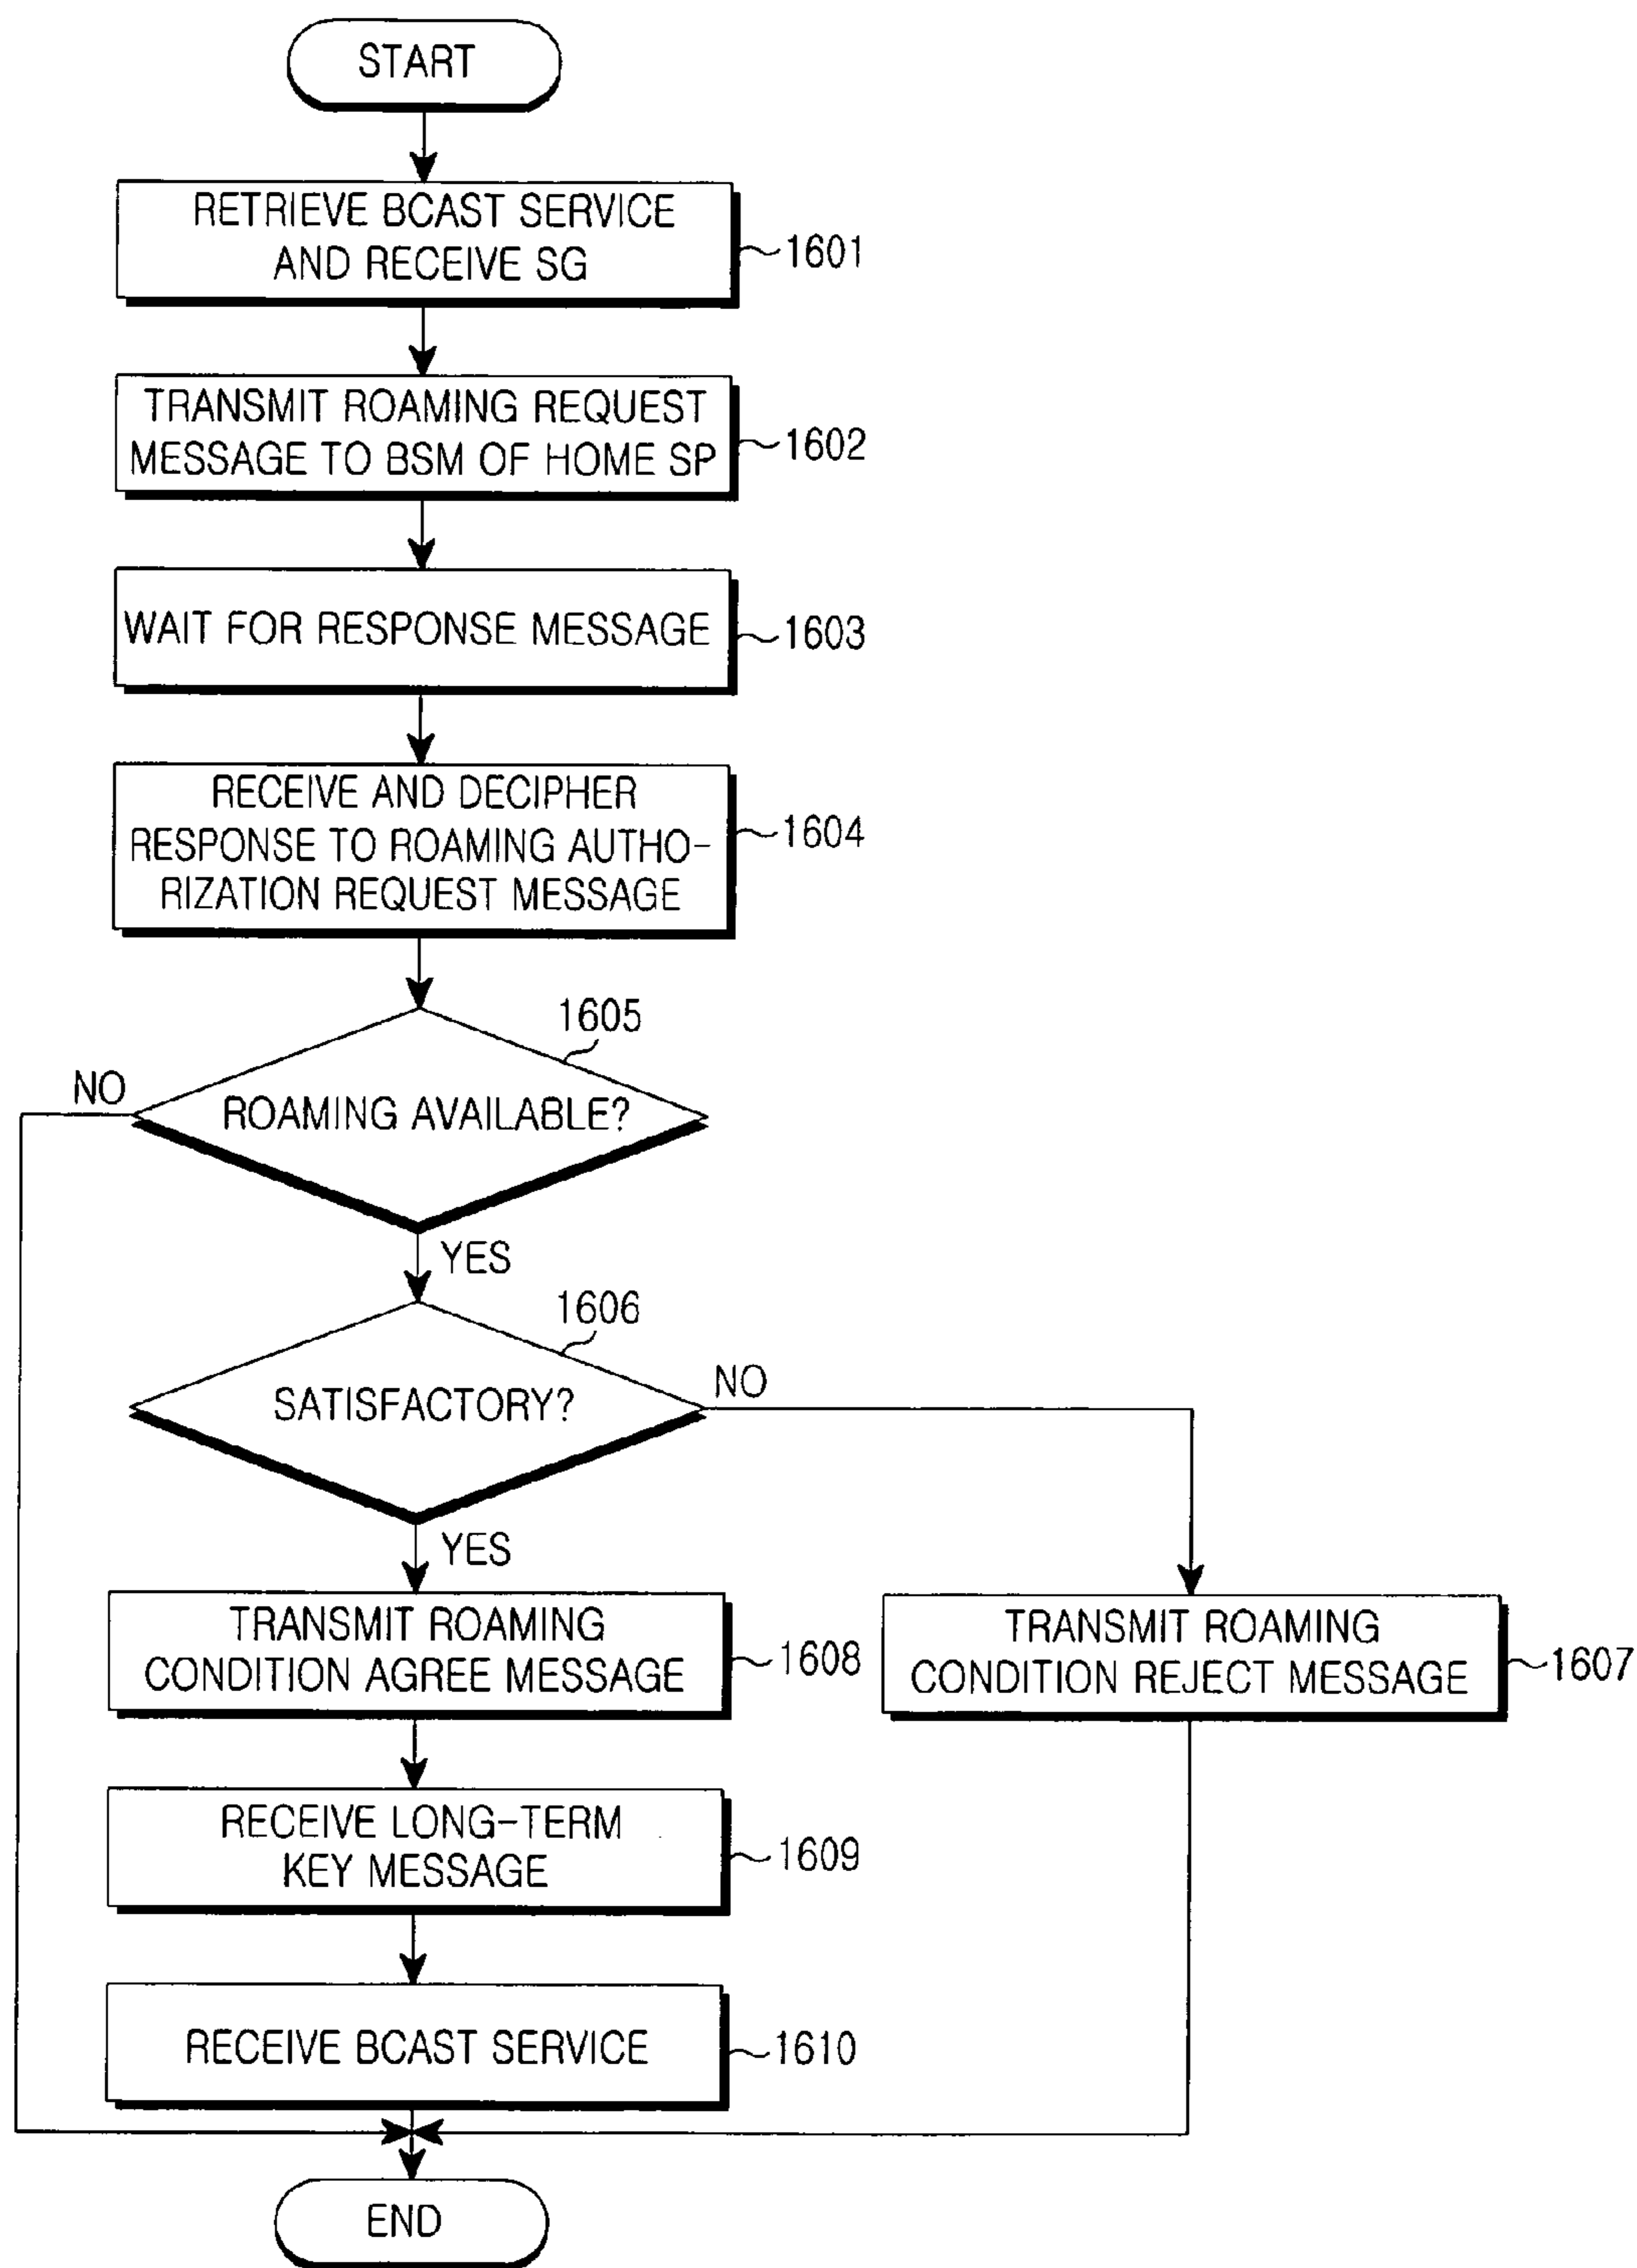 START
RETRIEVE BCAST SERVICE
AND RECEIVE SG
1601
TRANSMIT ROAMING REQUEST
MESSAGE TO BSM OF HOME SP
1602
WAIT FOR RESPONSE MESSAGE
1603
RECEIVE AND DECIPHER
RESPONSE TO ROAMING AUTHO-
RIZATION REQUEST MESSAGE
1604
1605
NO
ROAMING AVAILABLE?
YES
1606
NO
SATISFACTORY?
YES
TRANSMIT ROAMING
CONDITION AGREE MESSAGE
1608
TRANSMIT ROAMING
CONDITION REJECT MESSAGE
1607
RECEIVE LONG-TERM
KEY MESSAGE
1609
RECEIVE BCAST SERVICE
1610
END